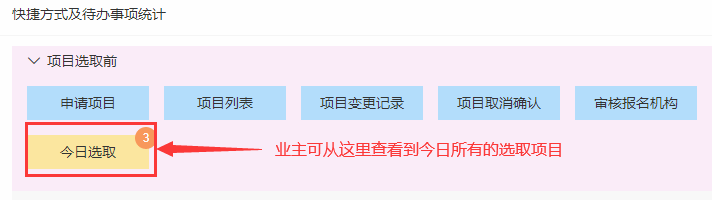 快捷方式及待办事项统计
项目选取前
申请项目 项目列表 项目变更记录 项目取消确认 审核报名机构
今日选取 3 业主可从这里查看到今日所有的选取项目